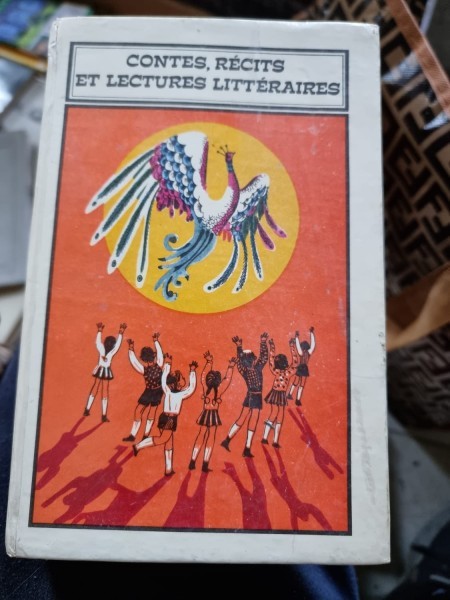 CONTES, RÉCITS
ET LECTURES LITTÉRAIRES